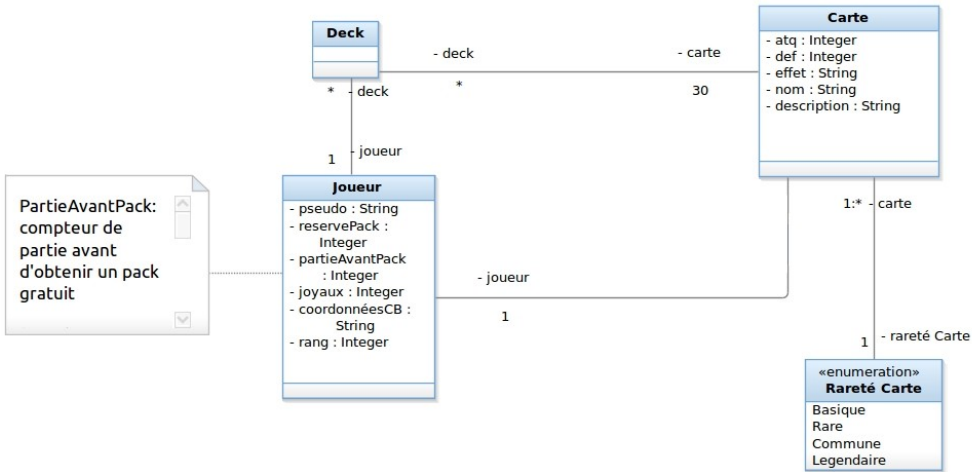 Deck
- deck
- carte
*
30
* - deck
1
- joueur
Carte
- atq : Integer
- def : Integer
- effet : String
- nom : String
- description : String
PartieAvantPack:
compteur de
partie avant
d'obtenir un pack
gratuit
Joueur
- pseudo : String
- reservePack :
Integer
- partieAvantPack
: Integer
- joyaux : Integer
- coordonnéesCB :
String
- rang : Integer
- joueur
1
1:* - carte
1
- rareté Carte
«enumeration»
Rareté Carte
Basique
Rare
Commune
Legendaire